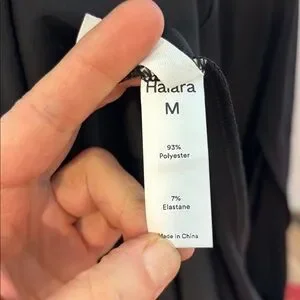 Halara
M
93%
Polyester
7%
Elastane
Made in China